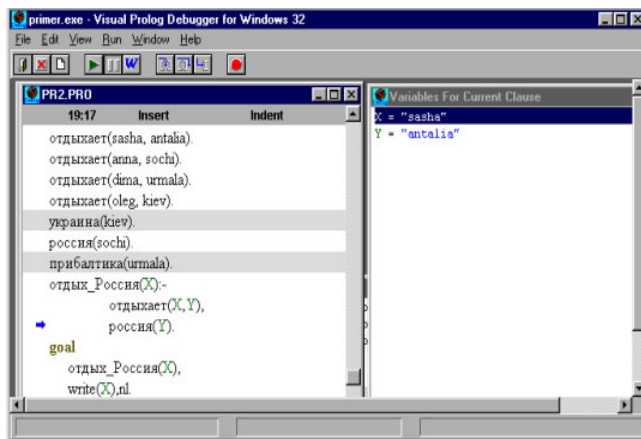 primer.exe - Visual Prolog Debugger for Windows 32
File Edit View Run Window Help
W
PR2.PRO
19:17 Insert Indent
отдыхает(sasha, antalia).
отдыхает(anna, sochi).
отдыхает(dima, urmala).
отдыхает(oleg, kiev).
украина(kiev).
россия(sochi).
прибалтика(urmala).
отдых_Россия(X):-
отдыхает(X,Y),
россия(Y).
goal
отдых_Россия(X),
write(X),nl.
Variables For Current Clause
X = "sasha"
Y = "antalia"